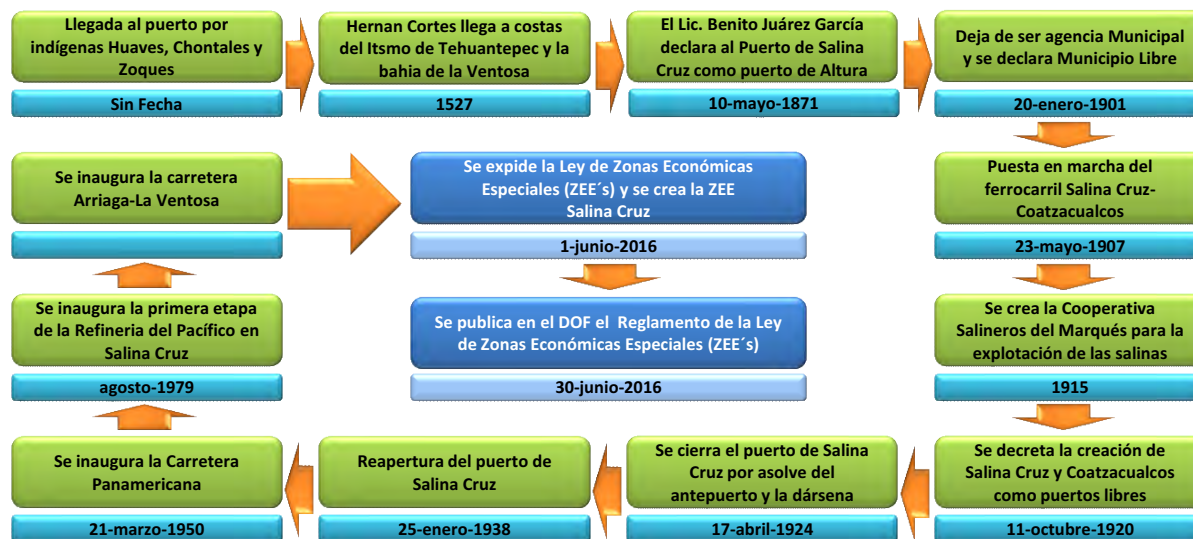 Llegada al puerto por
indígenas Huaves, Chontales y
Zoques
Sin Fecha
Hernan Cortes llega a costas
del Itsmo de Tehuantepec y la
bahia de la Ventosa
1527
El Lic. Benito Juárez García
declara al Puerto de Salina
Cruz como puerto de Altura
10-mayo-1871
Deja de ser agencia Municipal
y se declara Municipio Libre
20-enero-1901
Puesta en marcha del
ferrocarril Salina Cruz-
Coatzacualcos
23-mayo-1907
Se crea la Cooperativa
Salineros del Marqués para la
explotación de las salinas
1915
Se decreta la creación de
Salina Cruz y Coatzacualcos
como puertos libres
11-octubre-1920
Se cierra el puerto de Salina
Cruz por asolve del
antepuerto y la dársena
17-abril-1924
Reapertura del puerto de
Salina Cruz
25-enero-1938
Se inaugura la Carretera
Panamericana
21-marzo-1950
Se inaugura la primera etapa
de la Refineria del Pacífico en
Salina Cruz
agosto-1979
Se inaugura la carretera
Arriaga-La Ventosa
Se expide la Ley de Zonas Económicas
Especiales (ZEE´s) y se crea la ZEE
Salina Cruz
1-junio-2016
Se publica en el DOF el Reglamento de la Ley
de Zonas Económicas Especiales (ZEE´s)
30-junio-2016